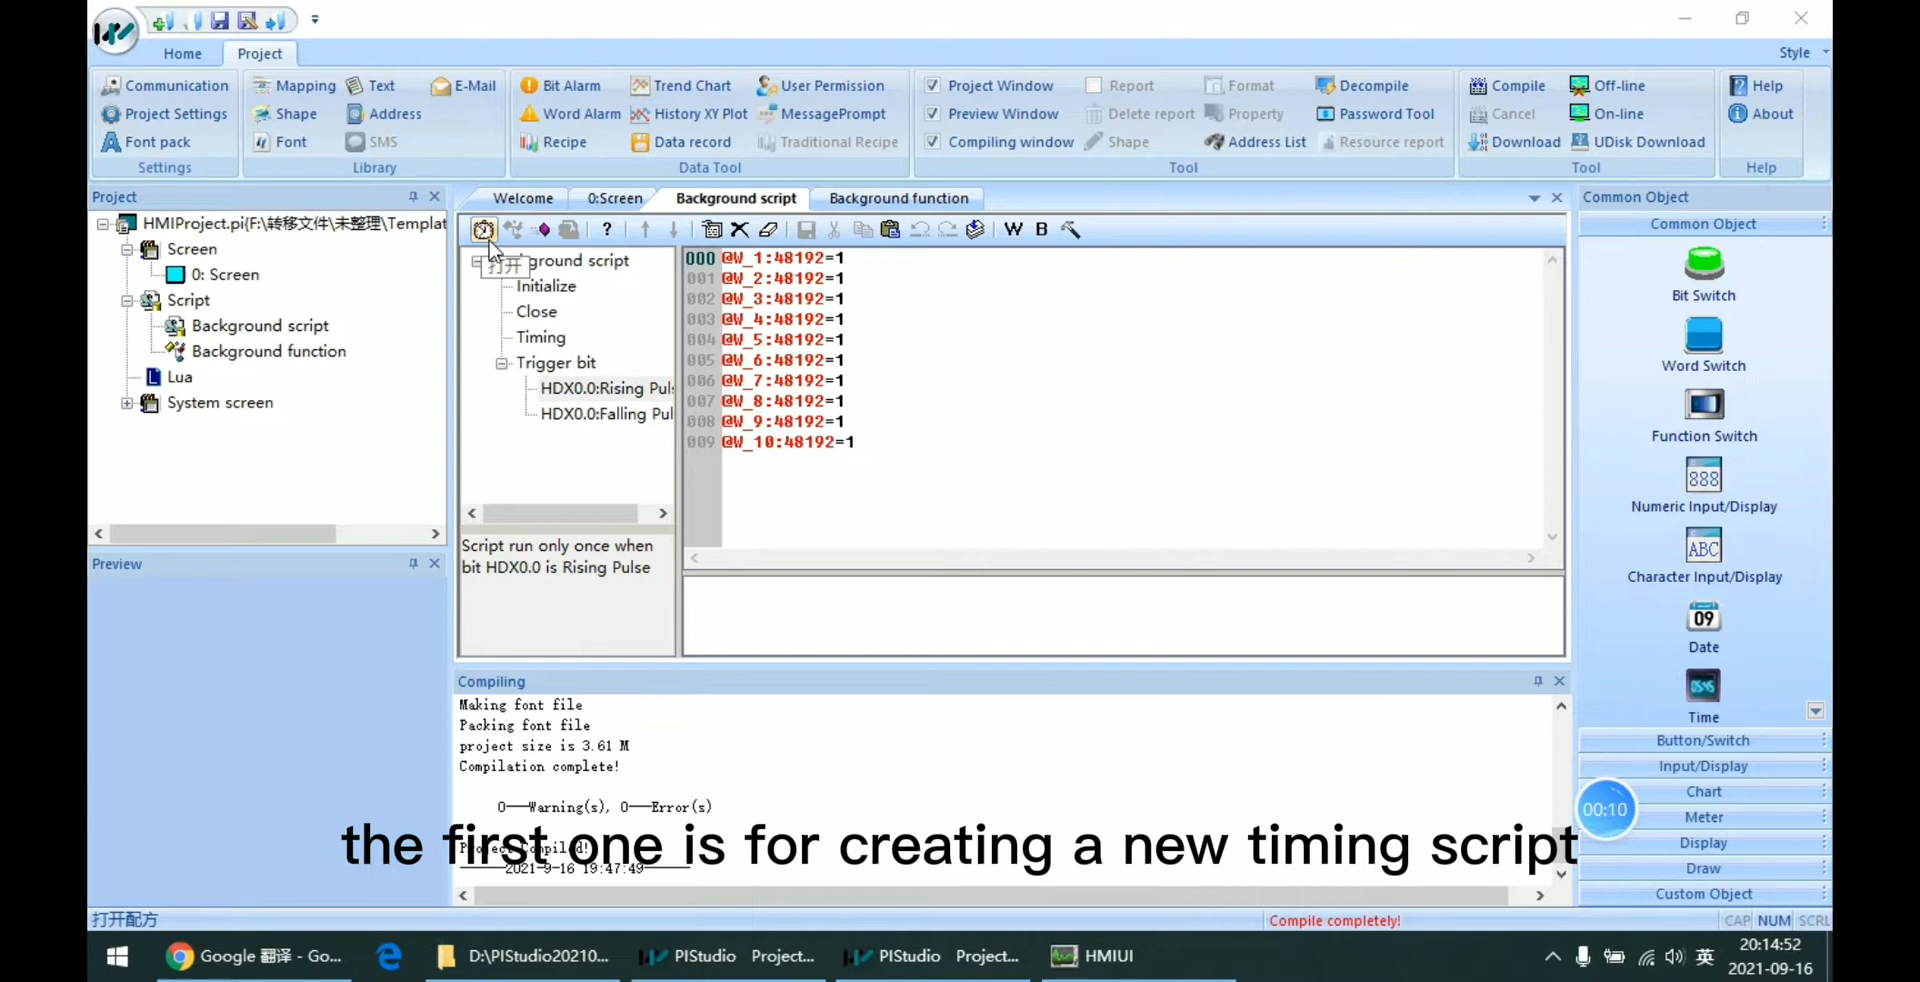 Home Project Style
Communication Mapping Text E-Mail Bit Alarm Trend Chart User Permission Project Window Report Format Decompile Compile Off-line Help
Project Settings Shape Address Word Alarm History XY Plot MessagePrompt Preview Window Delete report Property Password Tool Cancel On-line About
Font pack Font SMS Recipe Data record Traditional Recipe Compiling window Shape Address List Resource report Download UDisk Download
Settings Library Data Tool Tool Tool Help
Project
HMIProject.pi{F:\转移文件\未整理\Templat
Screen
0: Screen
Script
Background script
Background function
Lua
System screen
Preview
Welcome 0:Screen Background script Background function
? W B
ground script
打开
Initialize
Close
Timing
Trigger bit
HDX0.0:Rising Pul
HDX0.0:Falling Pul
Script run only once when
bit HDX0.0 is Rising Pulse
000 @W_1:48192=1
001 @W_2:48192=1
002 @W_3:48192=1
003 @W_4:48192=1
004 @W_5:48192=1
005 @W_6:48192=1
006 @W_7:48192=1
007 @W_8:48192=1
008 @W_9:48192=1
009 @W_10:48192=1
Compiling
Making font file
Packing font file
project size is 3.61 M
Compilation complete!
0——Warning(s), 0——Error(s)
Project Compiled!
——2021-9-16 19:47:49——
the first one is for creating a new timing script
Common Object
Common Object
Bit Switch
Word Switch
Function Switch
888
Numeric Input/Display
ABC
Character Input/Display
09
Date
05:45
Time
Button/Switch
Input/Display
Chart
00:10
Meter
Display
Draw
Custom Object
打开配方 Compile completely! CAP NUM SCRL
Google 翻译 - Go... D:\PIStudio20210... PIStudio Project... PIStudio Project... HMIUI 英 20:14:52
2021-09-16